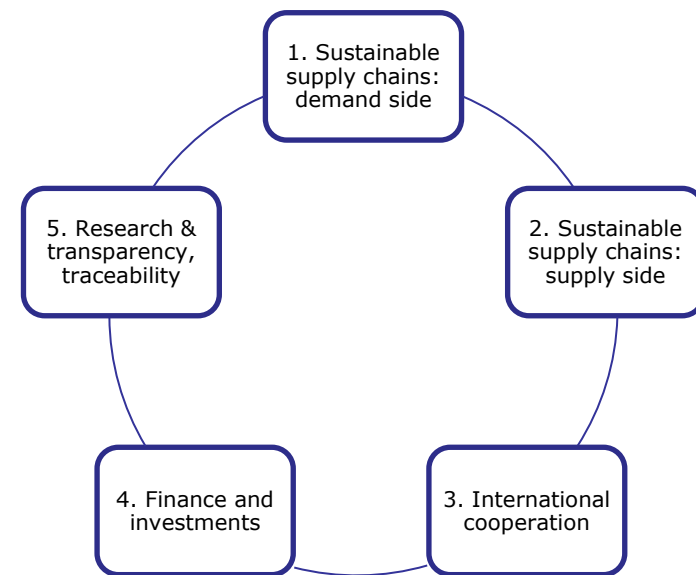 1. Sustainable
supply chains:
demand side
2. Sustainable
supply chains:
supply side
3. International
cooperation
4. Finance and
investments
5. Research &
transparency,
traceability